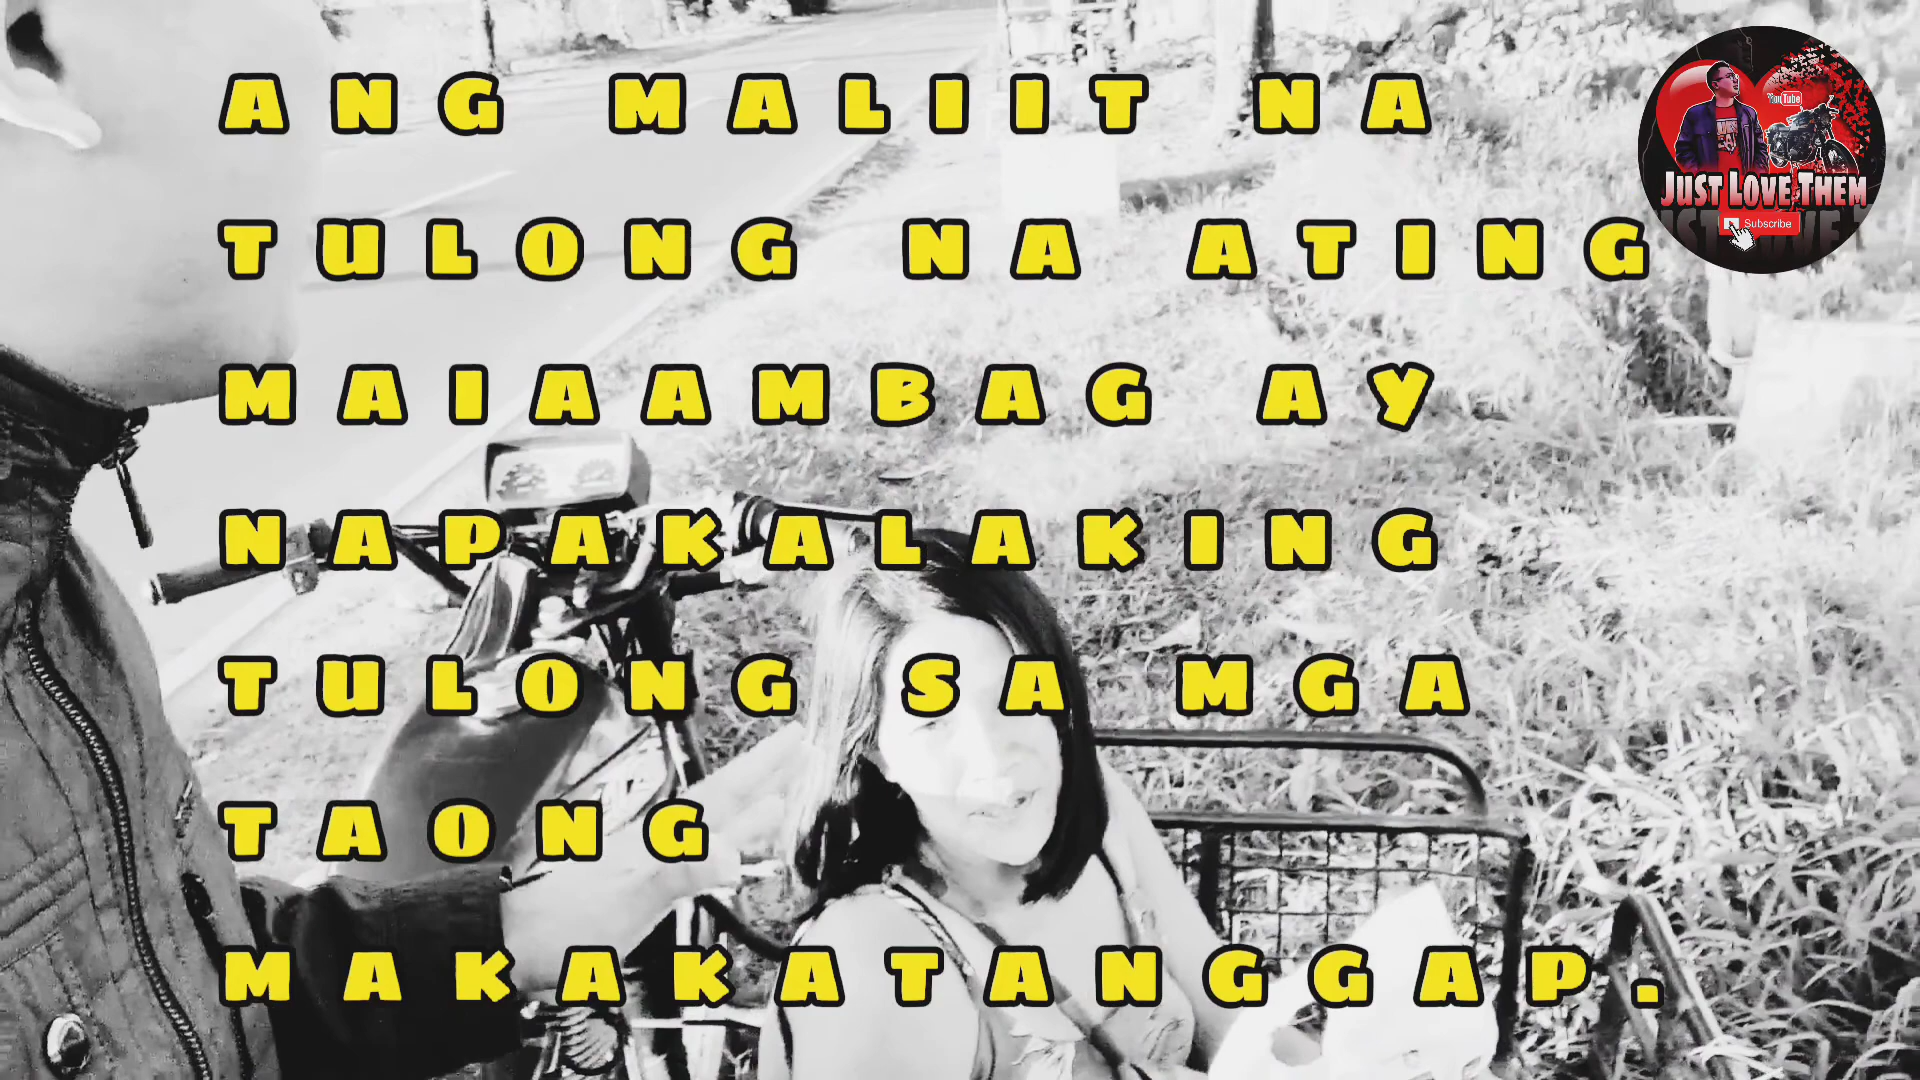 ANG MALIIT NA
TULONG NA ATING
MAIAAMBAG AY
NAPAKALAKING
TULONG SA MGA
TAONG
MAKAKATANGGAP.
YouTube
JUST LOVE THEM
Subscribe